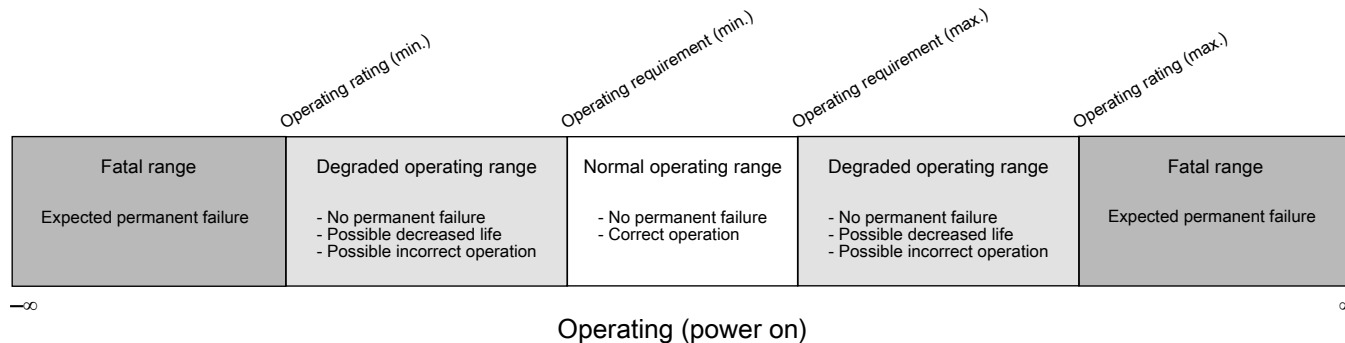 Operating rating (min.)
Operating requirement (min.)
Operating requirement (max.)
Operating rating (max.)
Fatal range
Expected permanent failure
Degraded operating range
- No permanent failure
- Possible decreased life
- Possible incorrect operation
Normal operating range
- No permanent failure
- Correct operation
Degraded operating range
- No permanent failure
- Possible decreased life
- Possible incorrect operation
Fatal range
Expected permanent failure
–∞
∞
Operating (power on)